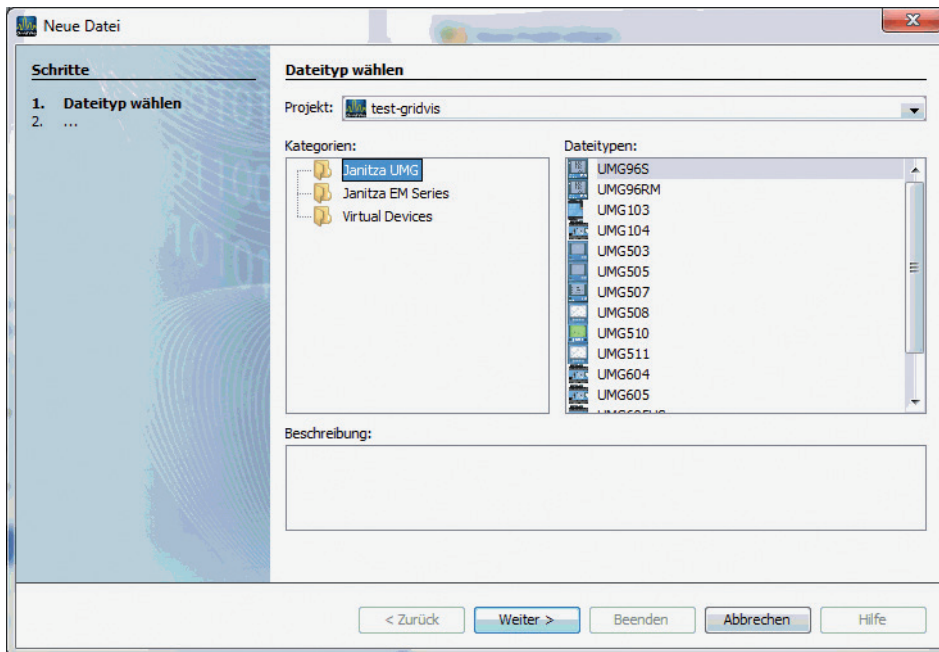 Neue Datei
Schritte
1. Dateityp wählen
2. ...
Dateityp wählen
Projekt: test-gridvis
Kategorien:
Janitza UMG
Janitza EM Series
Virtual Devices
Dateitypen:
UMG96S
UMG96RM
UMG103
UMG104
UMG503
UMG505
UMG507
UMG508
UMG510
UMG511
UMG604
UMG605
Beschreibung:
< Zurück
Weiter >
Beenden
Abbrechen
Hilfe